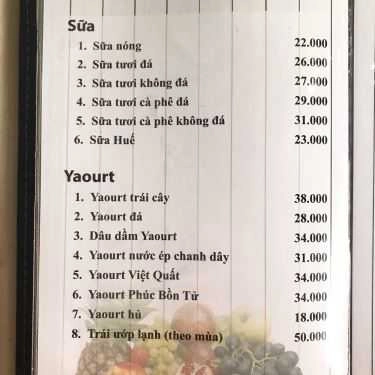 Sữa
1. Sữa nóng 22.000
2. Sữa tươi đá 26.000
3. Sữa tươi không đá 27.000
4. Sữa tươi cà phê đá 29.000
5. Sữa tươi cà phê không đá 31.000
6. Sữa Huế 23.000
Yaourt
1. Yaourt trái cây 38.000
2. Yaourt đá 28.000
3. Dâu dầm Yaourt 34.000
4. Yaourt nước ép chanh dây 31.000
5. Yaourt Việt Quất 34.000
6. Yaourt Phúc Bồn Tử 34.000
7. Yaourt hủ 18.000
8. Trái ướp lạnh (theo mùa) 50.000